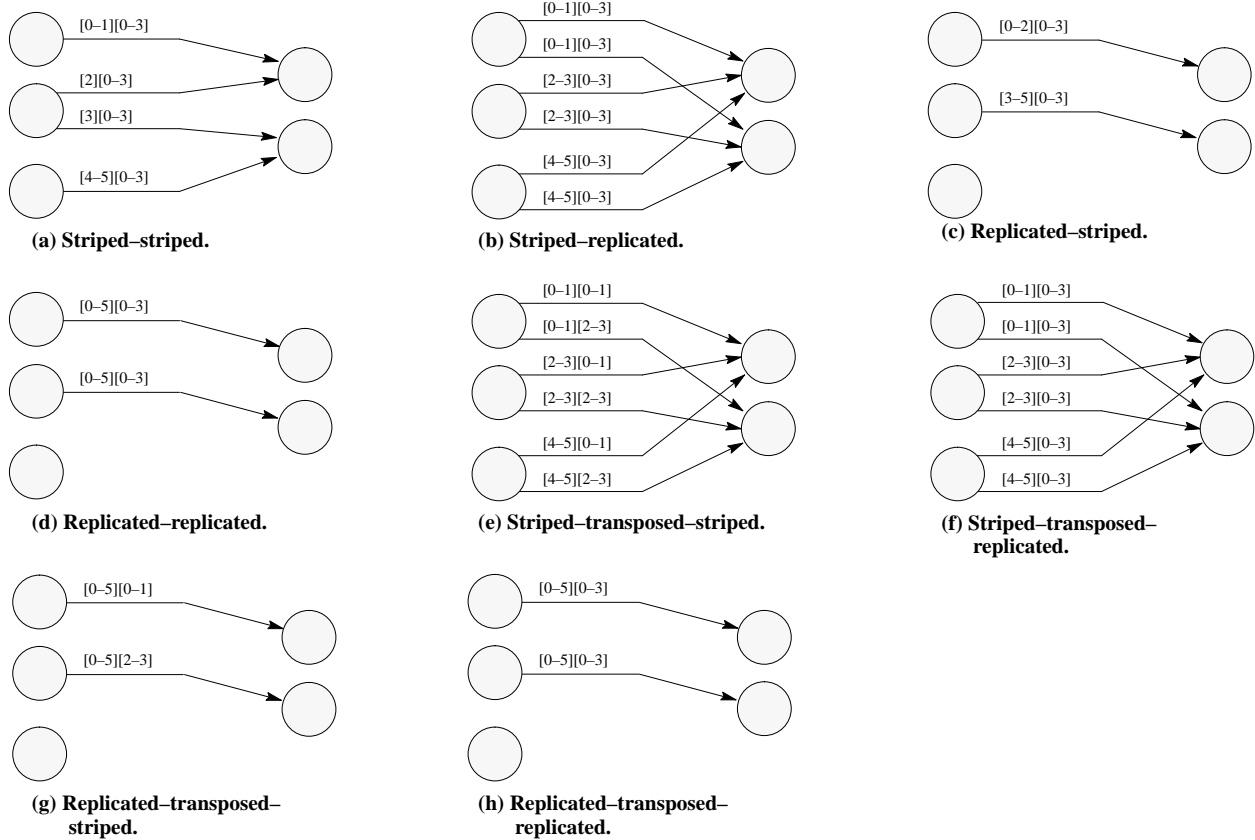 [0–1][0–3]
[2][0–3]
[3][0–3]
[4–5][0–3]
(a) Striped–striped.
[0–1][0–3]
[0–1][0–3]
[2–3][0–3]
[2–3][0–3]
[4–5][0–3]
[4–5][0–3]
(b) Striped–replicated.
[0–2][0–3]
[3–5][0–3]
(c) Replicated–striped.
[0–5][0–3]
[0–5][0–3]
(d) Replicated–replicated.
[0–1][0–1]
[0–1][2–3]
[2–3][0–1]
[2–3][2–3]
[4–5][0–1]
[4–5][2–3]
(e) Striped–transposed–striped.
[0–1][0–3]
[0–1][0–3]
[2–3][0–3]
[2–3][0–3]
[4–5][0–3]
[4–5][0–3]
(f) Striped–transposed–
replicated.
[0–5][0–1]
[0–5][2–3]
(g) Replicated–transposed–
striped.
[0–5][0–3]
[0–5][0–3]
(h) Replicated–transposed–
replicated.